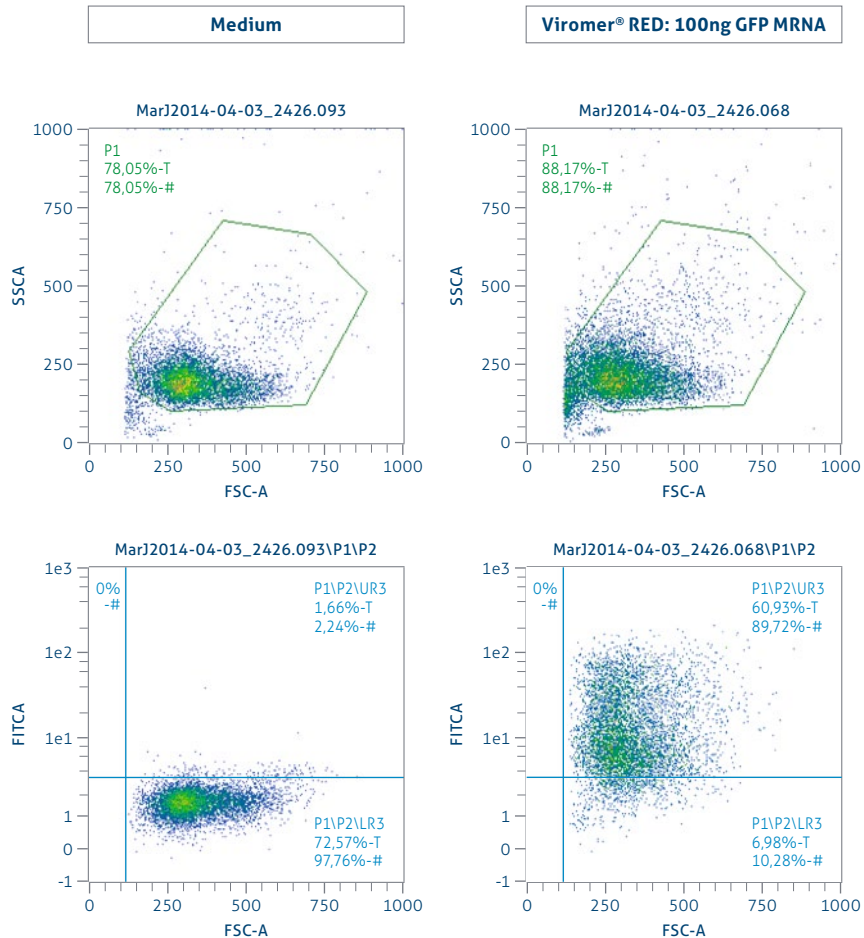 Medium
Viromer® RED: 100ng GFP MRNA
MarJ2014-04-03_2426.093
1000
750
500
250
0
SSCA
P1
78,05%-T
78,05%-#
0 250 500 750 1000
FSC-A
MarJ2014-04-03_2426.068
1000
750
500
250
0
SSCA
P1
88,17%-T
88,17%-#
0 250 500 750 1000
FSC-A
MarJ2014-04-03_2426.093\P1\P2
1e3
1e2
1e1
1
0
-1
FITCA
0%
-#
P1\P2\UR3
1,66%-T
2,24%-#
P1\P2\LR3
72,57%-T
97,76%-#
0 250 500 750 1000
FSC-A
MarJ2014-04-03_2426.068\P1\P2
1e3
1e2
1e1
1
0
-1
FITCA
0%
-#
P1\P2\UR3
60,93%-T
89,72%-#
P1\P2\LR3
6,98%-T
10,28%-#
0 250 500 750 1000
FSC-A